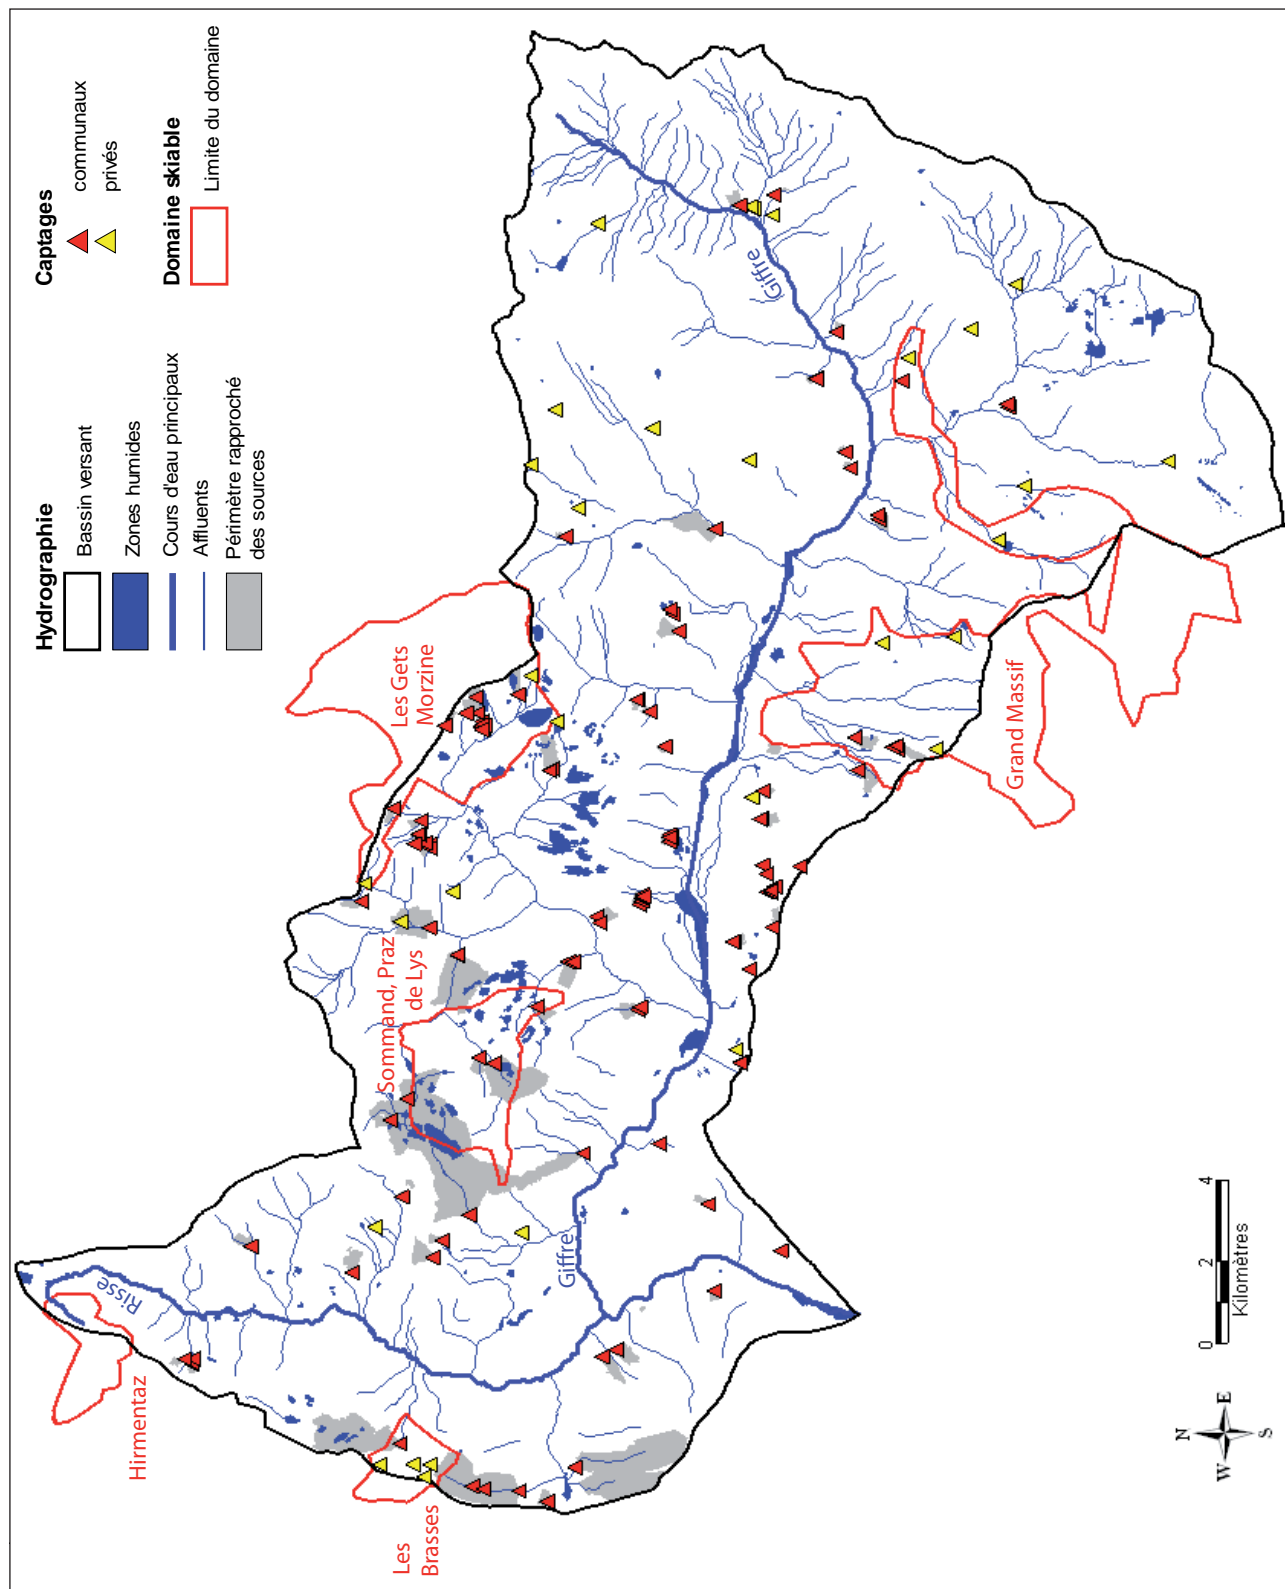 Hydrographie
Bassin versant
Zones humides
Cours d'eau principaux
Affluents
Périmètre rapproché
des sources
Captages
communaux
privés
Domaine skiable
Limite du domaine
Hirmentaz
Risse
Les
Brasses
Sommand, Praz
de Lys
Les Gets
Morzine
Giffre
Giffre
Grand Massif
N
W
E
S
0
2
4
Kilomètres